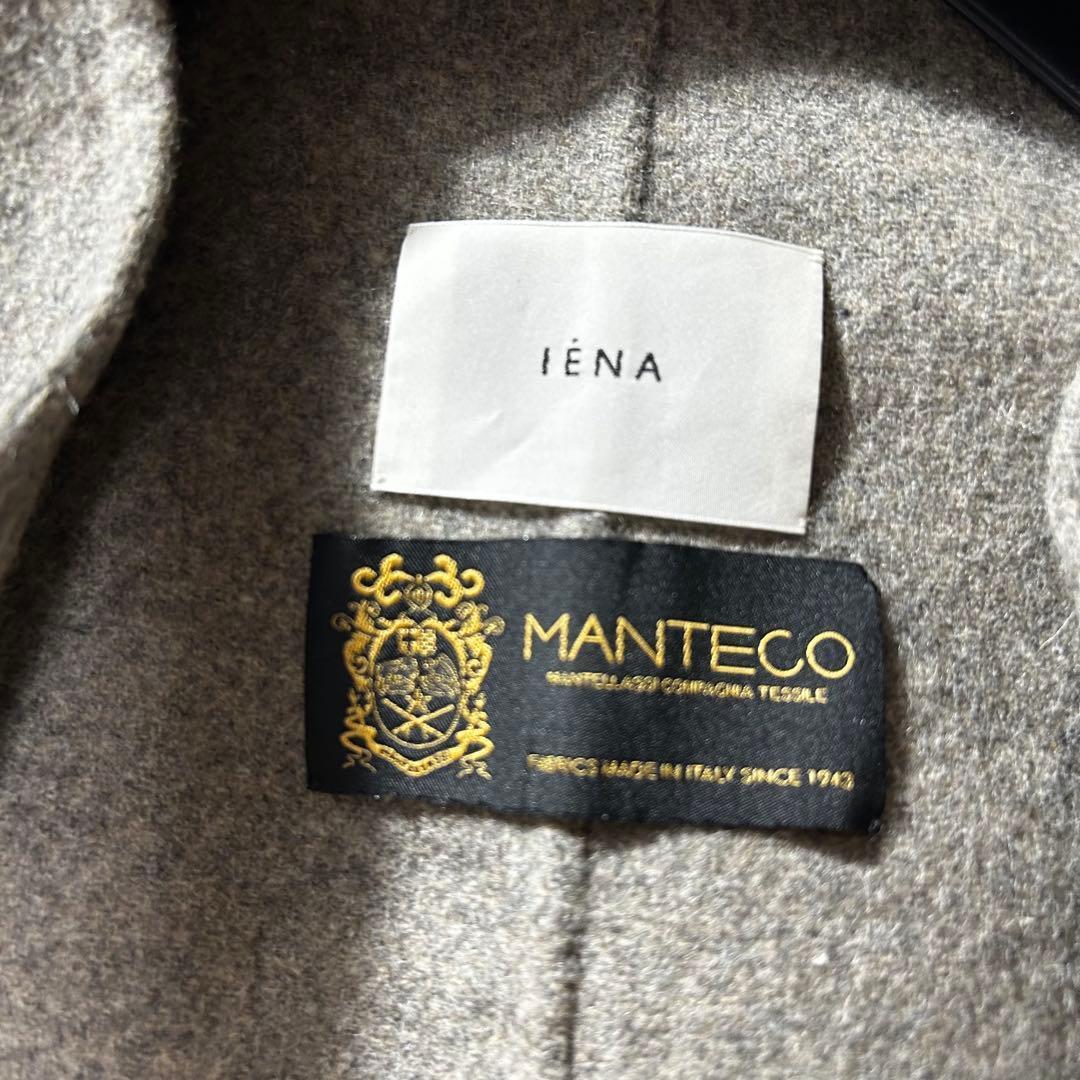 IÉNA
MANTECO
MANTELLASSI COMPAGNIA TESSILE
FABRICS MADE IN ITALY SINCE 1943